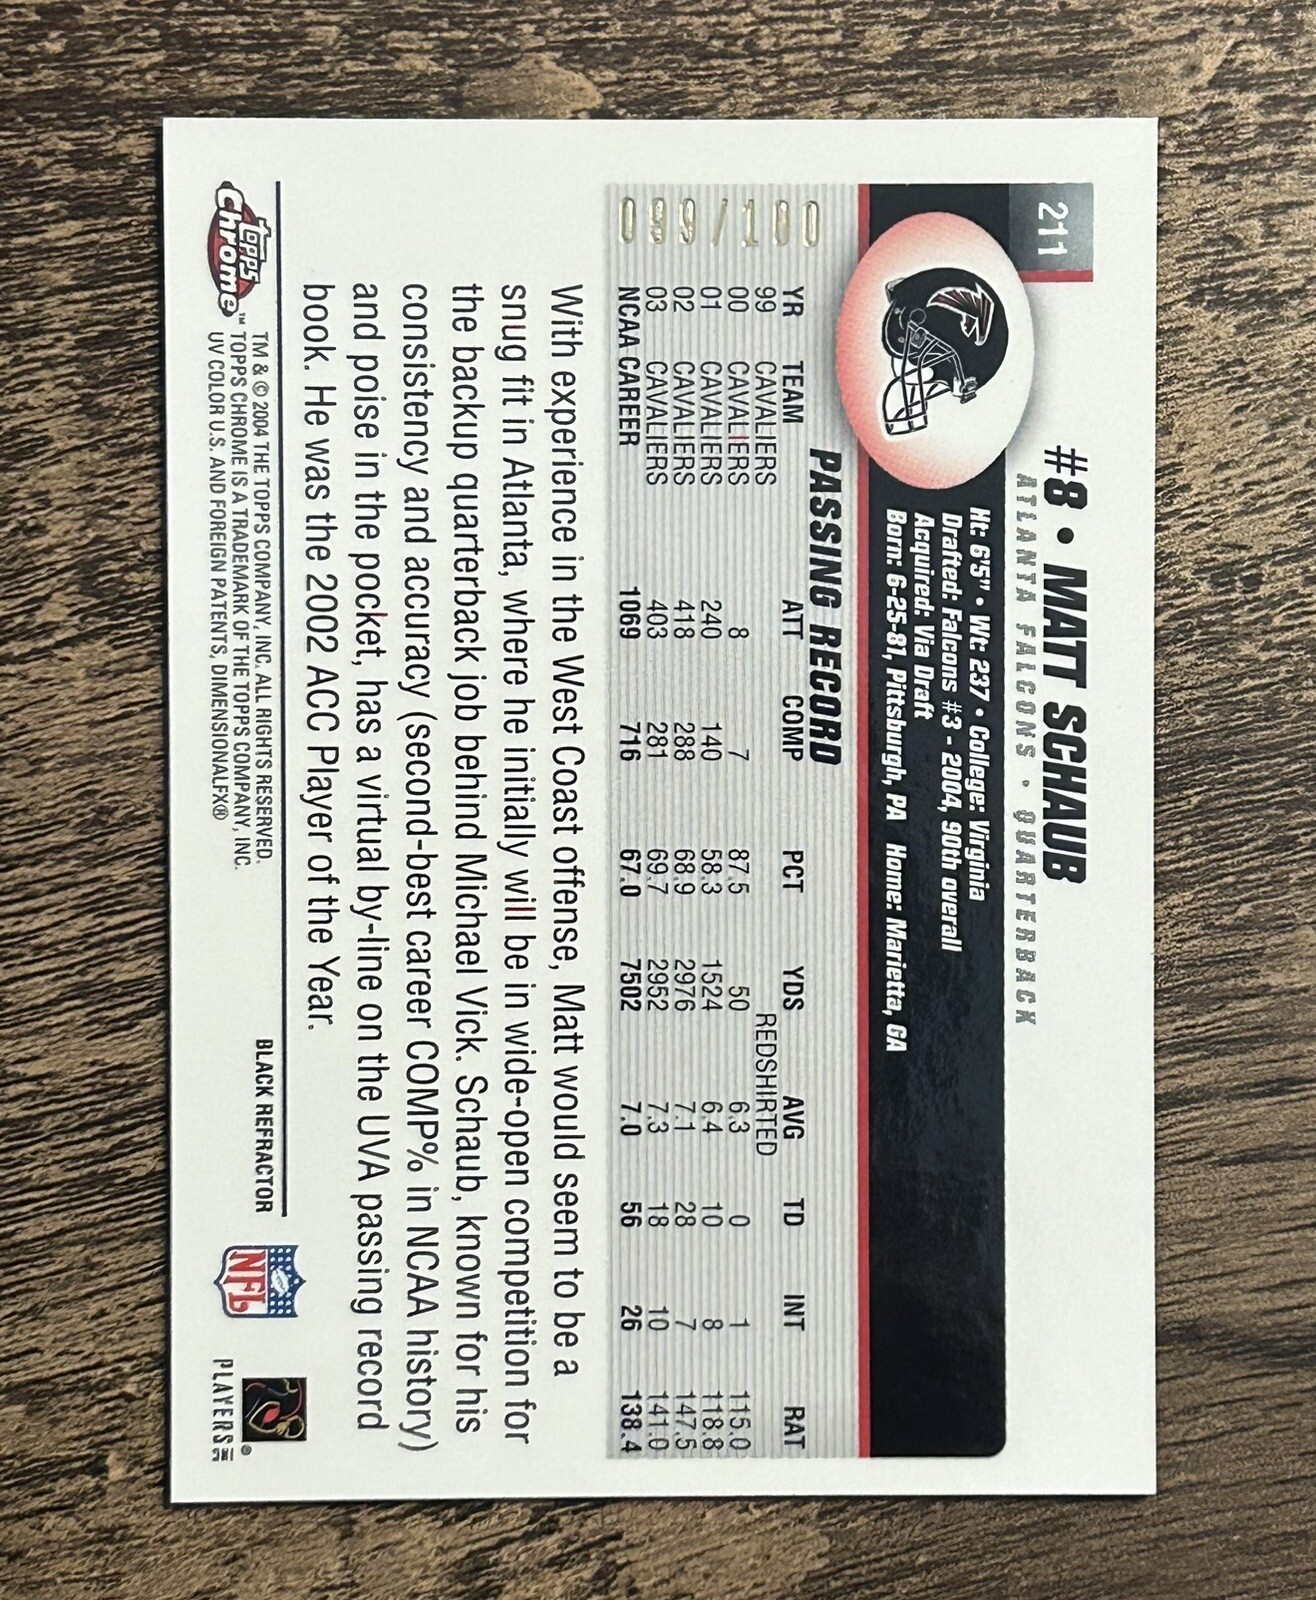 211
#8 • MATT SCHAUB
ATLANTA FALCONS • QUARTERBACK
Ht: 6'5" • Wt: 237 • College: Virginia
Drafted: Falcons #3 - 2004, 90th overall
Acquired: Via Draft
Born: 6-25-81, Pittsburgh, PA Home: Marietta, GA
PASSING RECORD
099/100
YR TEAM ATT COMP PCT YDS AVG TD INT RAT
99 CAVALIERS REDSHIRTED
00 CAVALIERS 8 7 87.5 50 6.3 0 1 115.0
01 CAVALIERS 240 140 58.3 1524 6.4 10 8 118.8
02 CAVALIERS 418 288 68.9 2976 7.1 28 7 147.5
03 CAVALIERS 403 281 69.7 2952 7.3 18 10 141.0
NCAA CAREER 1069 716 67.0 7502 7.0 56 26 138.4
With experience in the West Coast offense, Matt would seem to be a
snug fit in Atlanta, where he initially will be in wide-open competition for
the backup quarterback job behind Michael Vick. Schaub, known for his
consistency and accuracy (second-best career COMP% in NCAA history)
and poise in the pocket, has a virtual by-line on the UVA passing record
book. He was the 2002 ACC Player of the Year.
Topps Chrome™
TM & © 2004 THE TOPPS COMPANY, INC. ALL RIGHTS RESERVED.
TOPPS CHROME IS A TRADEMARK OF THE TOPPS COMPANY, INC.
UV COLOR U.S. AND FOREIGN PATENTS, DIMENSIONALFX®
BLACK REFRACTOR
NFL
PLAYERS INC